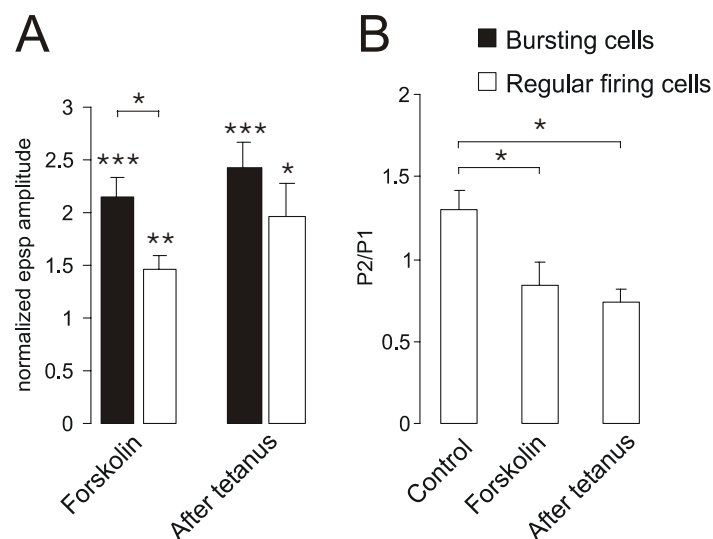 A
B
Bursting cells
Regular firing cells
normalized epsp amplitude
3
2.5
2
1.5
1
0.5
0
*
***
**
***
*
Forskolin
After tetanus
P2/P1
2
1.5
1
0.5
0
*
*
Control
Forskolin
After tetanus